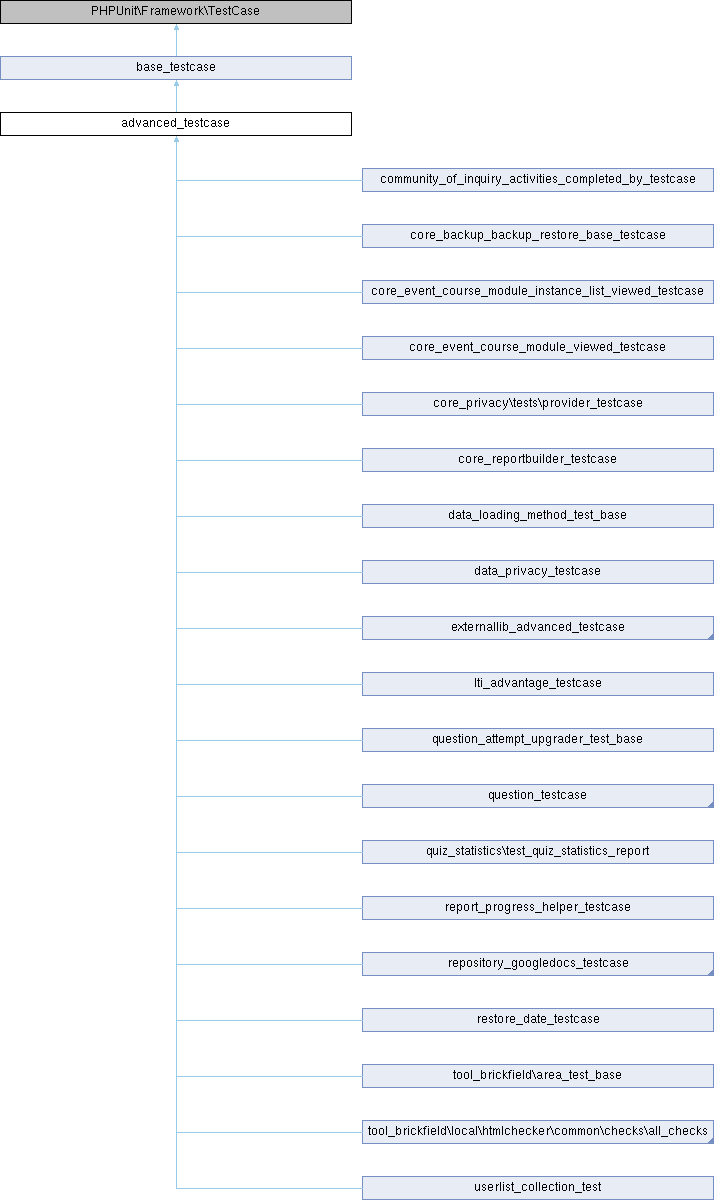 PHPUnit\Framework\TestCase
base_testcase
advanced_testcase
community_of_inquiry_activities_completed_by_testcase
core_backup_backup_restore_base_testcase
core_event_course_module_instance_list_viewed_testcase
core_event_course_module_viewed_testcase
core_privacy\tests\provider_testcase
core_reportbuilder_testcase
data_loading_method_test_base
data_privacy_testcase
externallib_advanced_testcase
lti_advantage_testcase
question_attempt_upgrader_test_base
question_testcase
quiz_statistics\test_quiz_statistics_report
report_progress_helper_testcase
repository_googledocs_testcase
restore_date_testcase
tool_brickfield\area_test_base
tool_brickfield\local\htmlchecker\common\checks\all_checks
userlist_collection_test